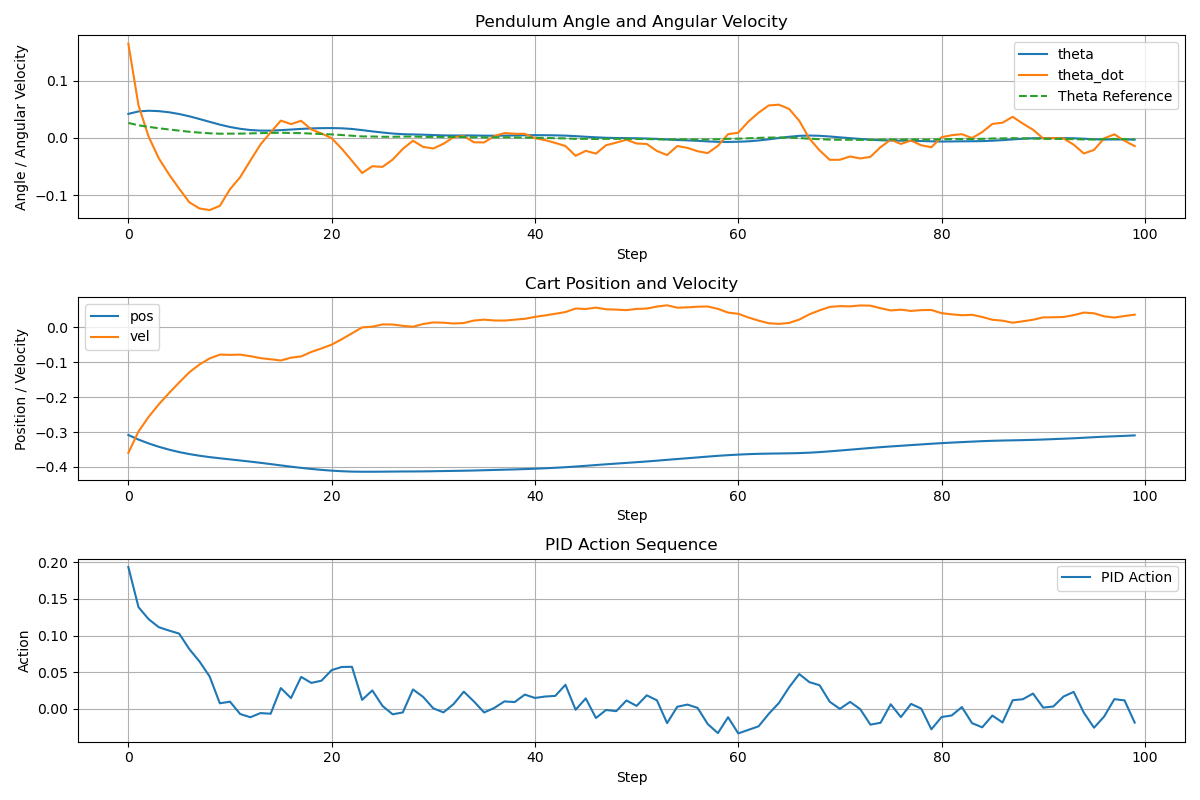 Pendulum Angle and Angular Velocity
Angle / Angular Velocity
0.1
0.0
−0.1
theta
theta_dot
Theta Reference
0 20 40 60 80 100
Step
Cart Position and Velocity
Position / Velocity
0.0
−0.1
−0.2
−0.3
−0.4
pos
vel
0 20 40 60 80 100
Step
PID Action Sequence
Action
0.20
0.15
0.10
0.05
0.00
PID Action
0 20 40 60 80 100
Step